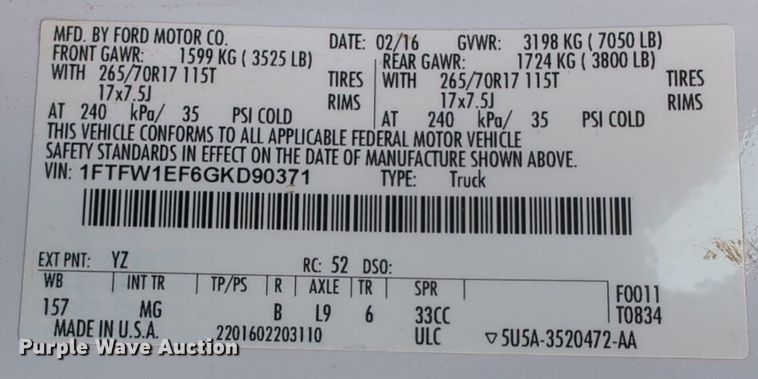 MFD. BY FORD MOTOR CO. DATE: 02/16 GVWR: 3198 KG ( 7050 LB)
FRONT GAWR: 1599 KG ( 3525 LB) REAR GAWR: 1724 KG ( 3800 LB)
WITH 265/70R17 115T TIRES WITH 265/70R17 115T TIRES
17x7.5J RIMS 17x7.5J RIMS
AT 240 kPa/ 35 PSI COLD AT 240 kPa/ 35 PSI COLD
THIS VEHICLE CONFORMS TO ALL APPLICABLE FEDERAL MOTOR VEHICLE
SAFETY STANDARDS IN EFFECT ON THE DATE OF MANUFACTURE SHOWN ABOVE.
VIN: 1FTFW1EF6GKD90371 TYPE: Truck
EXT PNT: YZ RC: 52 DSO:
WB INT TR TP/PS R AXLE TR SPR F0011
157 MG B L9 6 33CC T0834
MADE IN U.S.A. 2201602203110 ULC ▽5U5A-3520472-AA
Purple Wave Auction